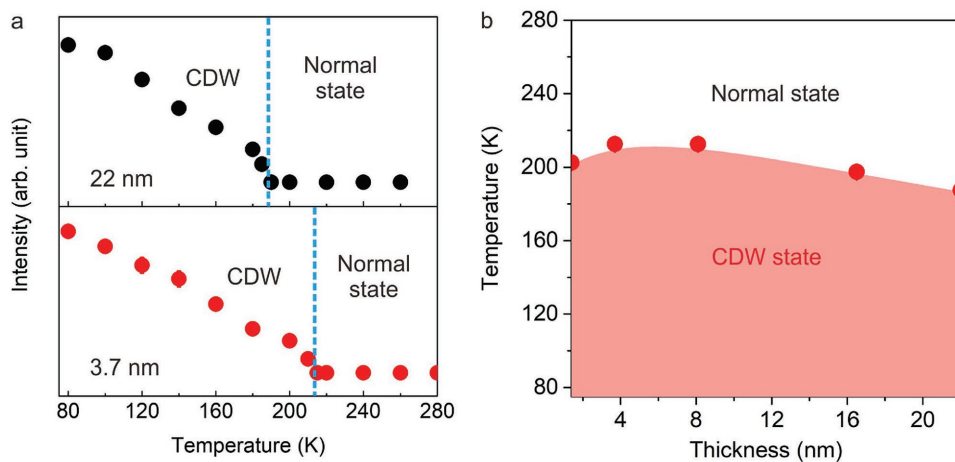 a
CDW
Normal
state
22 nm
CDW
Normal
state
3.7 nm
Intensity (arb. unit)
80 120 160 200 240 280
Temperature (K)
b
280
240
200
160
120
80
Temperature (K)
Normal state
CDW state
4 8 12 16 20
Thickness (nm)